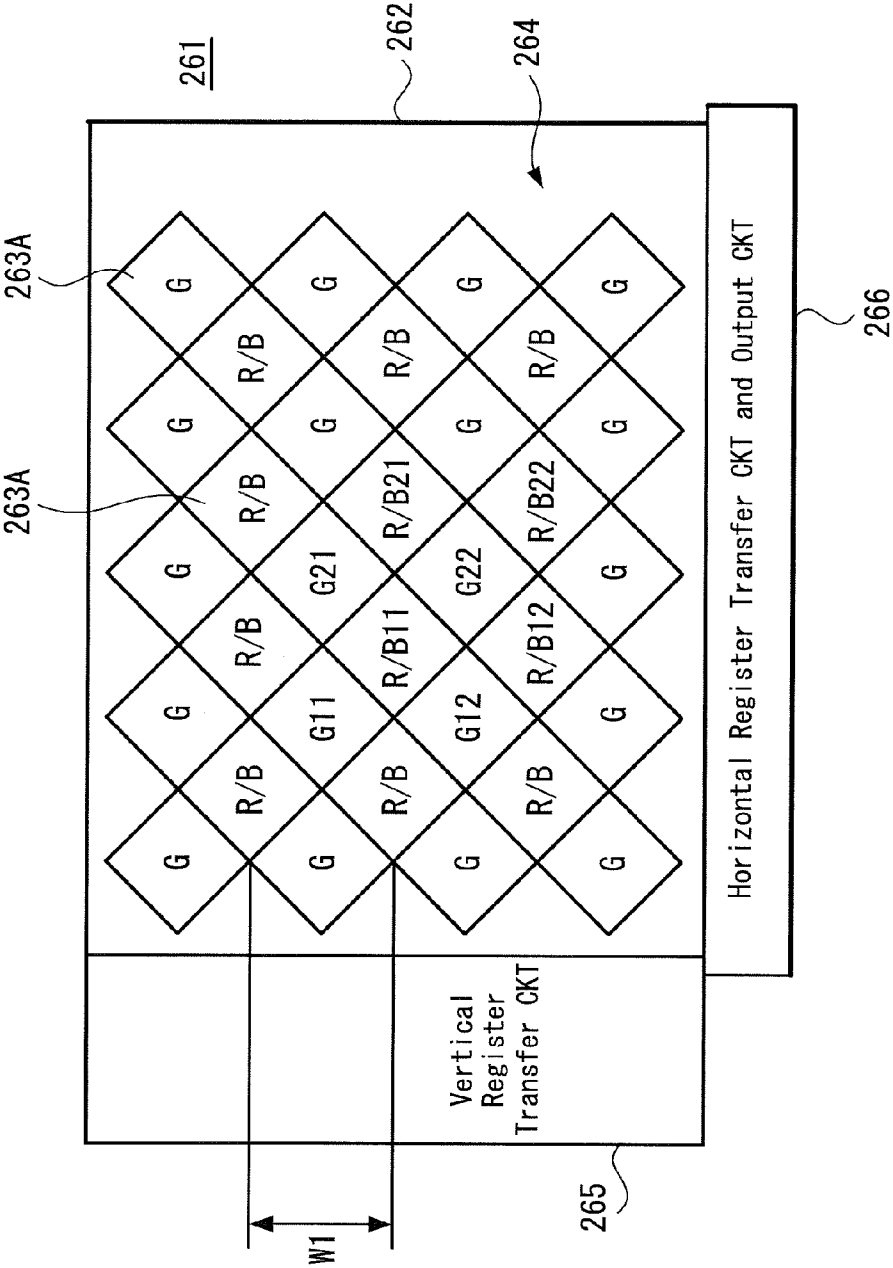 263A
263A
261
G G G G G
R/B R/B R/B R/B
W1
G G11 G21 G G
R/B R/B11 R/B21 R/B
262
Vertical
Register
Transfer CKT
G G12 G22 G G
R/B R/B12 R/B22 R/B
264
265
G G G G G
Horizontal Register Transfer CKT and Output CKT
266